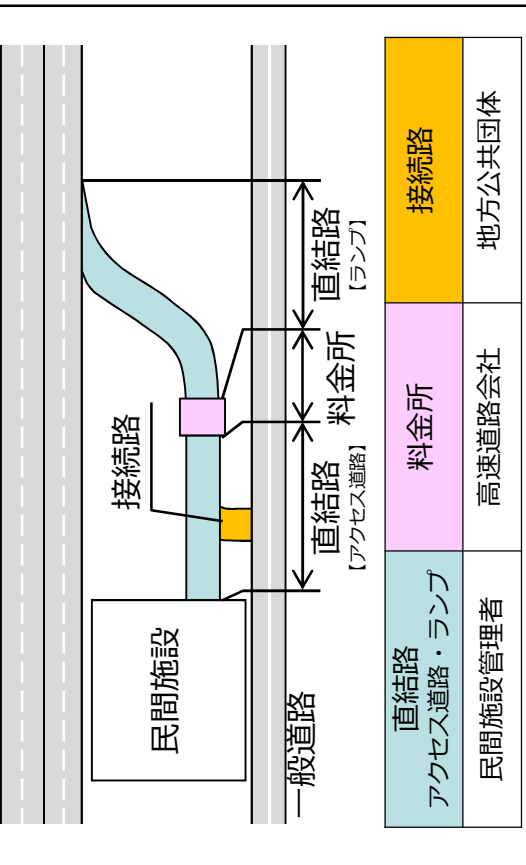 民間施設
接続路
直結路
【アクセス道路】
料金所
直結路
【ランプ】
一般道路
直結路
アクセス道路・ランプ
料金所
接続路
民間施設管理者
高速道路会社
地方公共団体